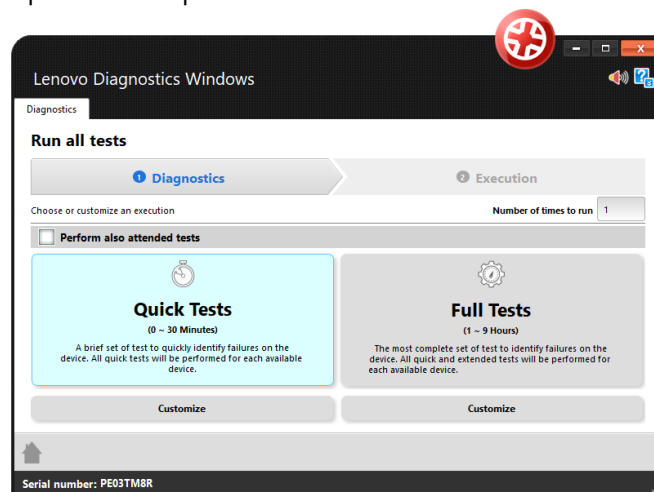 Lenovo Diagnostics Windows
Diagnostics
Run all tests
1 Diagnostics
2 Execution
Choose or customize an execution
Number of times to run 1
Perform also attended tests
Quick Tests
(0 ~ 30 Minutes)
A brief set of test to quickly identify failures on the
device. All quick tests will be performed for each available
device.
Full Tests
(1 ~ 9 Hours)
The most complete set of test to identify failures on the
device. All quick and extended tests will be performed for
each available device.
Customize
Customize
Serial number: PE03TM8R